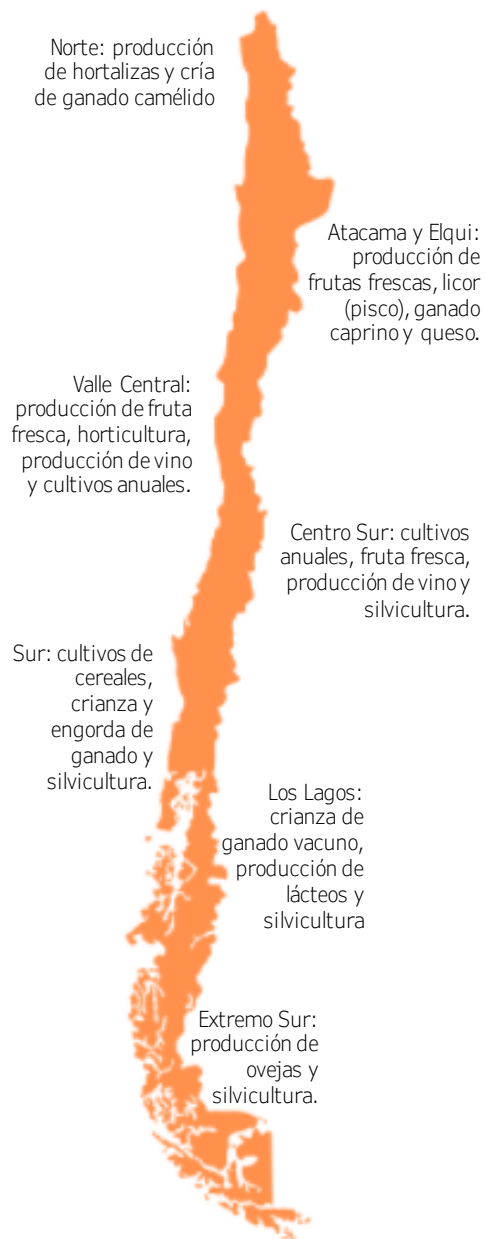 Norte: producción
de hortalizas y cría
de ganado camélido
Atacama y Elqui:
producción de
frutas frescas, licor
(pisco), ganado
caprino y queso.
Valle Central:
producción de fruta
fresca, horticultura,
producción de vino
y cultivos anuales.
Centro Sur: cultivos
anuales, fruta fresca,
producción de vino y
silvicultura.
Sur: cultivos de
cereales,
crianza y
engorda de
ganado y
silvicultura.
Los Lagos:
crianza de
ganado vacuno,
producción de
lácteos y
silvicultura
Extremo Sur:
producción de
ovejas y
silvicultura.